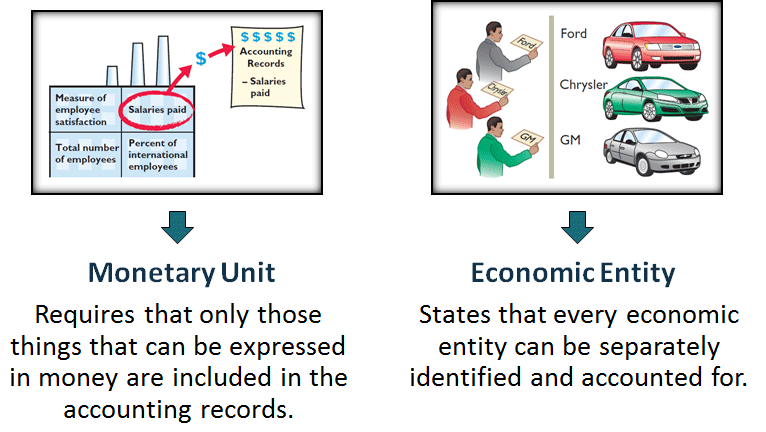 $ $ $ $ $
Accounting
Records
– Salaries
paid
$
Measure of
employee
satisfaction
Salaries paid
Total number
of employees
Percent of
international
employees
Ford
Chrysler
GM
Ford
Chrysler
GM
Monetary Unit
Requires that only those
things that can be expressed
in money are included in the
accounting records.
Economic Entity
States that every economic
entity can be separately
identified and accounted for.